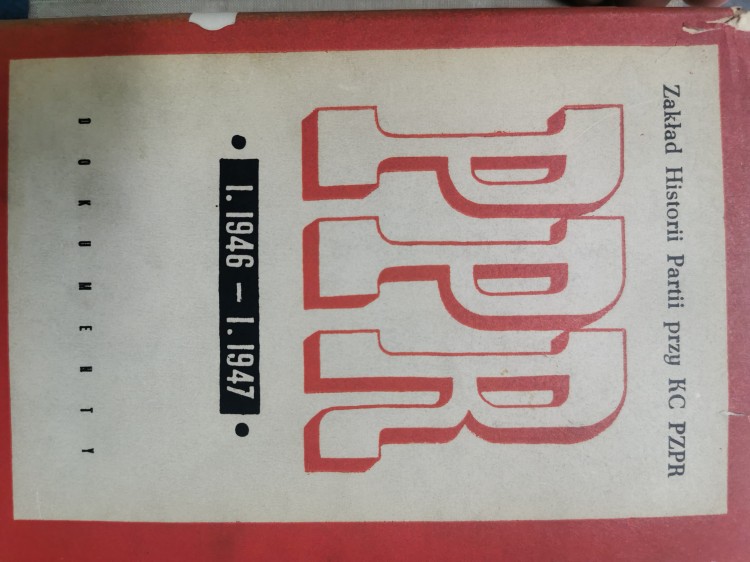 Zakład Historii Partii przy KC PZPR
PPR
• I. 1946 — I. 1947 •
DOKUMENTY